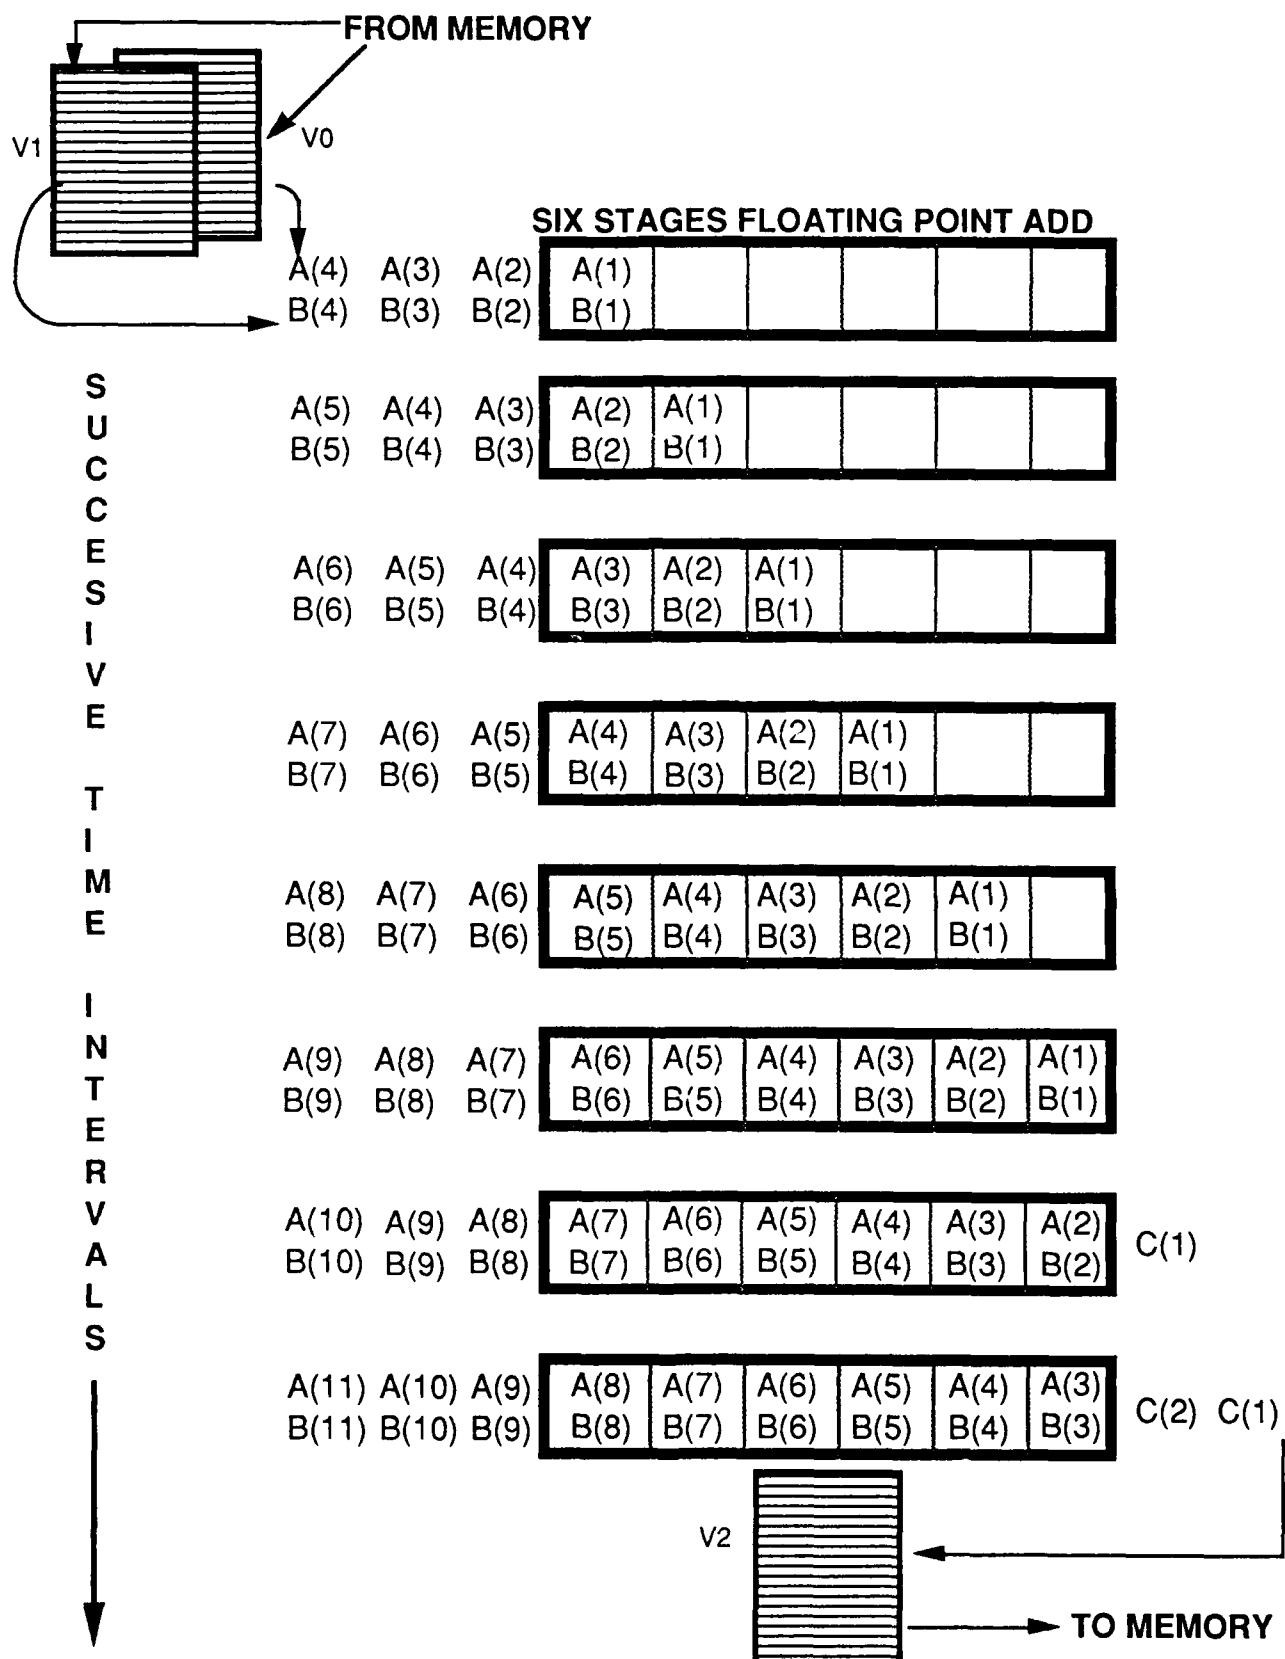 FROM MEMORY
V1
V0
SIX STAGES FLOATING POINT ADD
A(4) A(3) A(2) A(1)
B(4) B(3) B(2) B(1)
SUCCESIVE TIME INTERVALS
A(5) A(4) A(3) A(2) A(1)
B(5) B(4) B(3) B(2) B(1)
A(6) A(5) A(4) A(3) A(2) A(1)
B(6) B(5) B(4) B(3) B(2) B(1)
A(7) A(6) A(5) A(4) A(3) A(2) A(1)
B(7) B(6) B(5) B(4) B(3) B(2) B(1)
A(8) A(7) A(6) A(5) A(4) A(3) A(2) A(1)
B(8) B(7) B(6) B(5) B(4) B(3) B(2) B(1)
A(9) A(8) A(7) A(6) A(5) A(4) A(3) A(2) A(1)
B(9) B(8) B(7) B(6) B(5) B(4) B(3) B(2) B(1)
A(10) A(9) A(8) A(7) A(6) A(5) A(4) A(3) A(2)
B(10) B(9) B(8) B(7) B(6) B(5) B(4) B(3) B(2)
C(1)
A(11) A(10) A(9) A(8) A(7) A(6) A(5) A(4) A(3)
B(11) B(10) B(9) B(8) B(7) B(6) B(5) B(4) B(3)
C(2) C(1)
V2
TO MEMORY